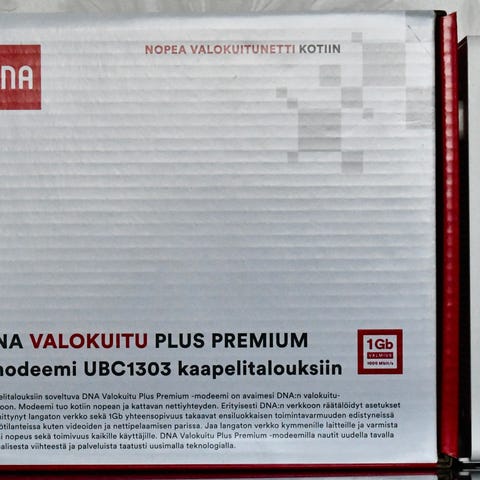 NOPEA VALOKUITUNETTI KOTIIN
NA
NA VALOKUITU PLUS PREMIUM
modeemi UBC1303 kaapelitalouksiin
1Gb
VALMIUS
1000 Mbit/s
pelitalouksiin soveltuva DNA Valokuitu Plus Premium -modeemi on avaimesi DNA:n valokuitu-
oon. Modeemi tuo kotiin nopean ja kattavan nettiyhteyden. Erityisesti DNA:n verkkoon räätälöidyt asetukset
hittynyt langaton verkko sekä 1Gb yhteensopivuus takaavat ensiluokkaisen toimintavarmuuden edistyneissä
ötilanteissa kuten videoiden ja nettipelaamisen parissa. Jaa langaton verkko kymmenille laitteille ja varmista
i nopeus sekä toimivuus kaikille käyttäjille. DNA Valokuitu Plus Premium -modeemilla nautit uudella tavalla
alisesta viihteestä ja palveluista taatusti uusimalla teknologialla.